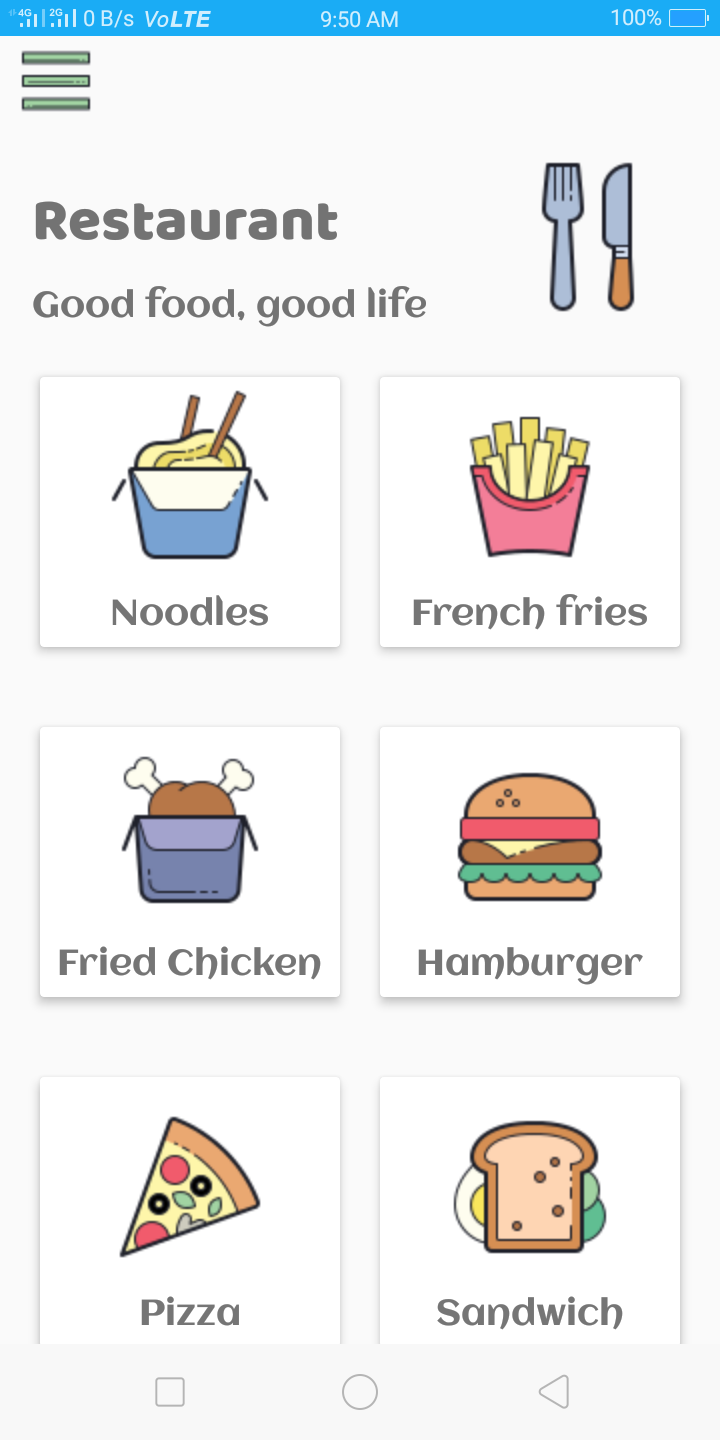 4G 2G 0 B/s VoLTE 9:50 AM 100%
Restaurant
Good food, good life
Noodles French fries
Fried Chicken Hamburger
Pizza Sandwich